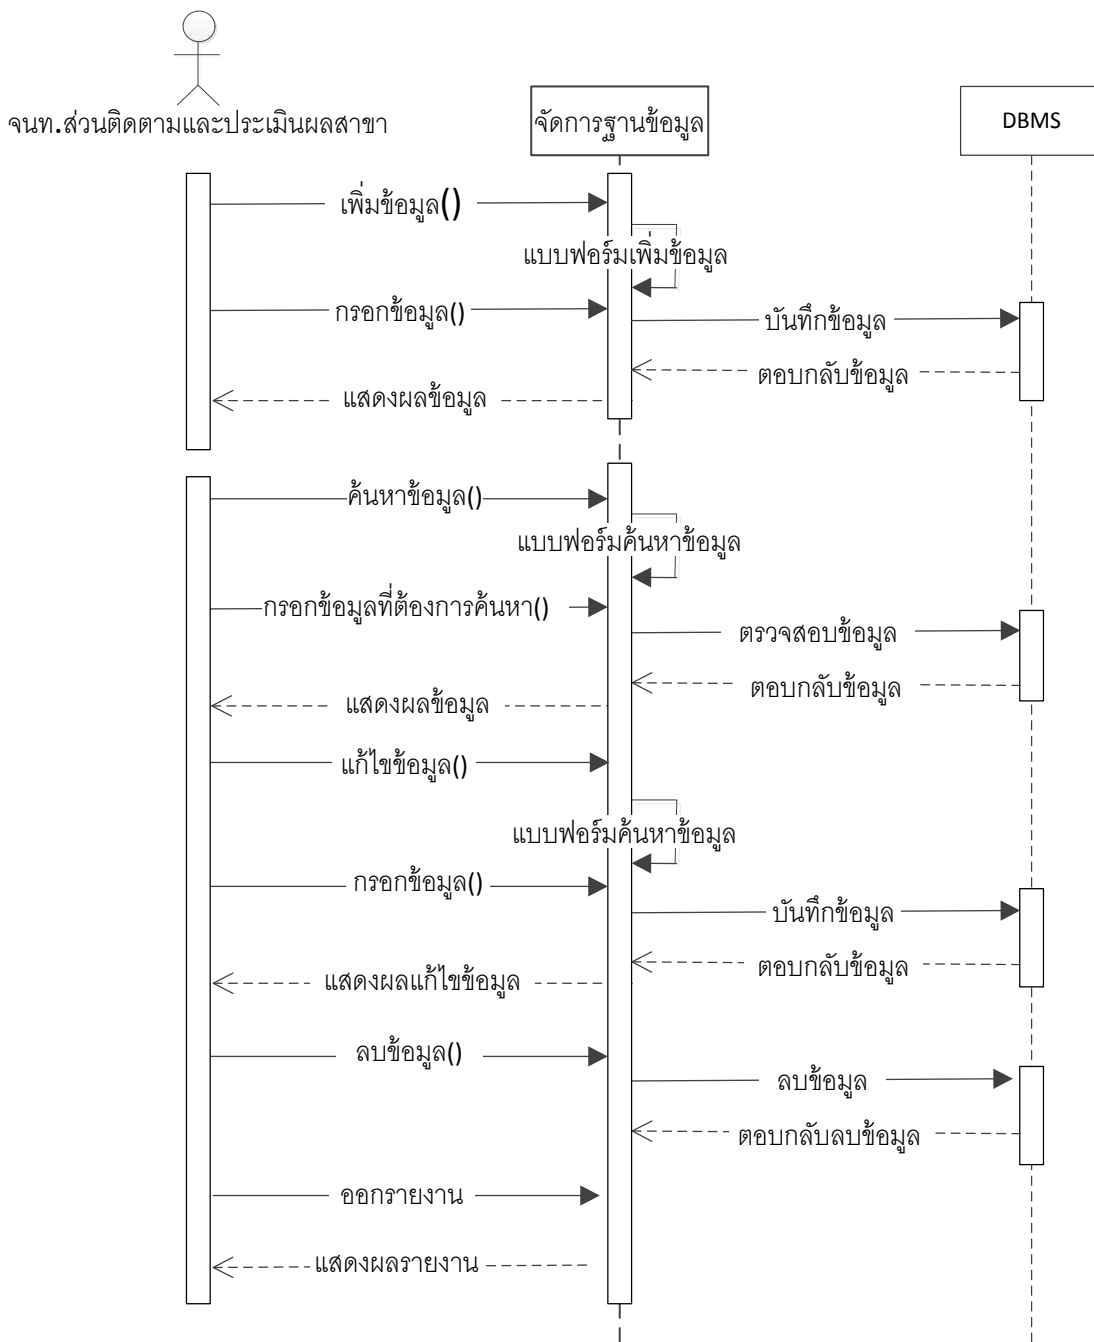 จนท.ส่วนติดตามและประเมินผลสาขา
จัดการฐานข้อมูล
DBMS
เพิ่มข้อมูล()
แบบฟอร์มเพิ่มข้อมูล
กรอกข้อมูล()
บันทึกข้อมูล
ตอบกลับข้อมูล
แสดงผลข้อมูล
ค้นหาข้อมูล()
แบบฟอร์มค้นหาข้อมูล
กรอกข้อมูลที่ต้องการค้นหา()
ตรวจสอบข้อมูล
ตอบกลับข้อมูล
แสดงผลข้อมูล
แก้ไขข้อมูล()
แบบฟอร์มค้นหาข้อมูล
กรอกข้อมูล()
บันทึกข้อมูล
ตอบกลับข้อมูล
แสดงผลแก้ไขข้อมูล
ลบข้อมูล()
ลบข้อมูล
ตอบกลับลบข้อมูล
ออกรายงาน
แสดงผลรายงาน